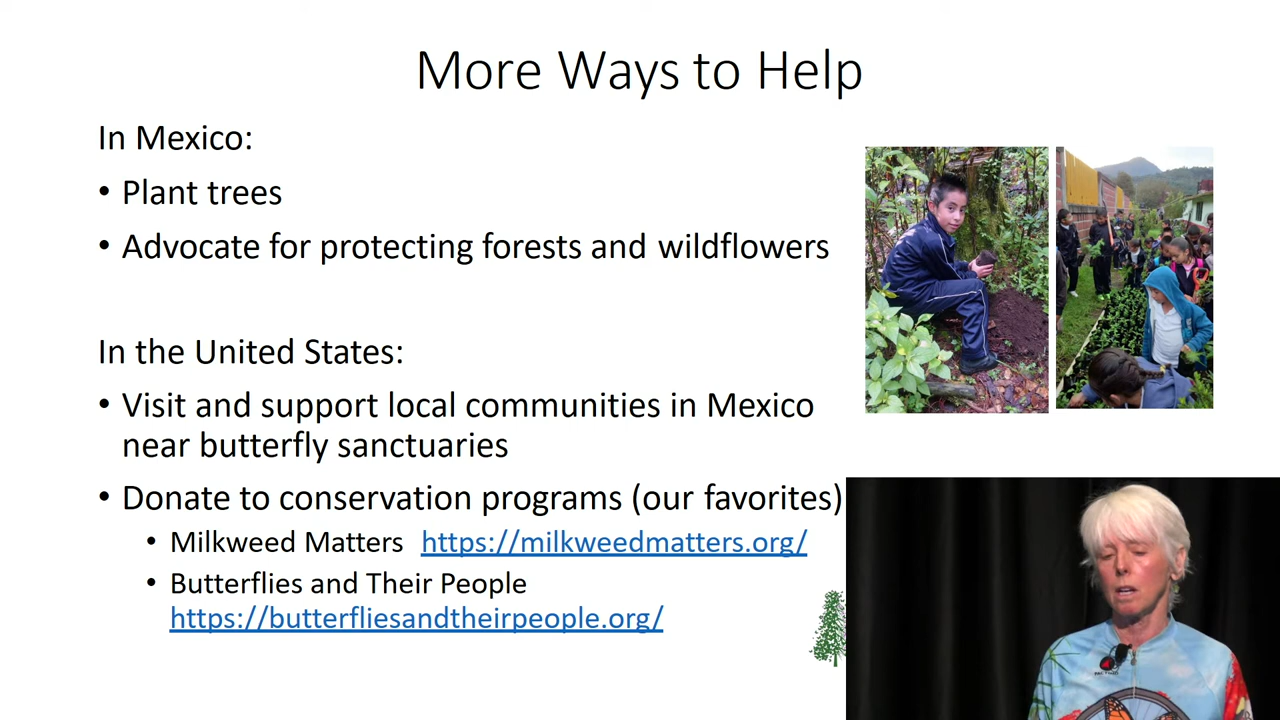 More Ways to Help
In Mexico:
• Plant trees
• Advocate for protecting forests and wildflowers
In the United States:
• Visit and support local communities in Mexico
near butterfly sanctuaries
• Donate to conservation programs (our favorites)
• Milkweed Matters https://milkweedmatters.org/
• Butterflies and Their People
https://butterfliesandtheirpeople.org/